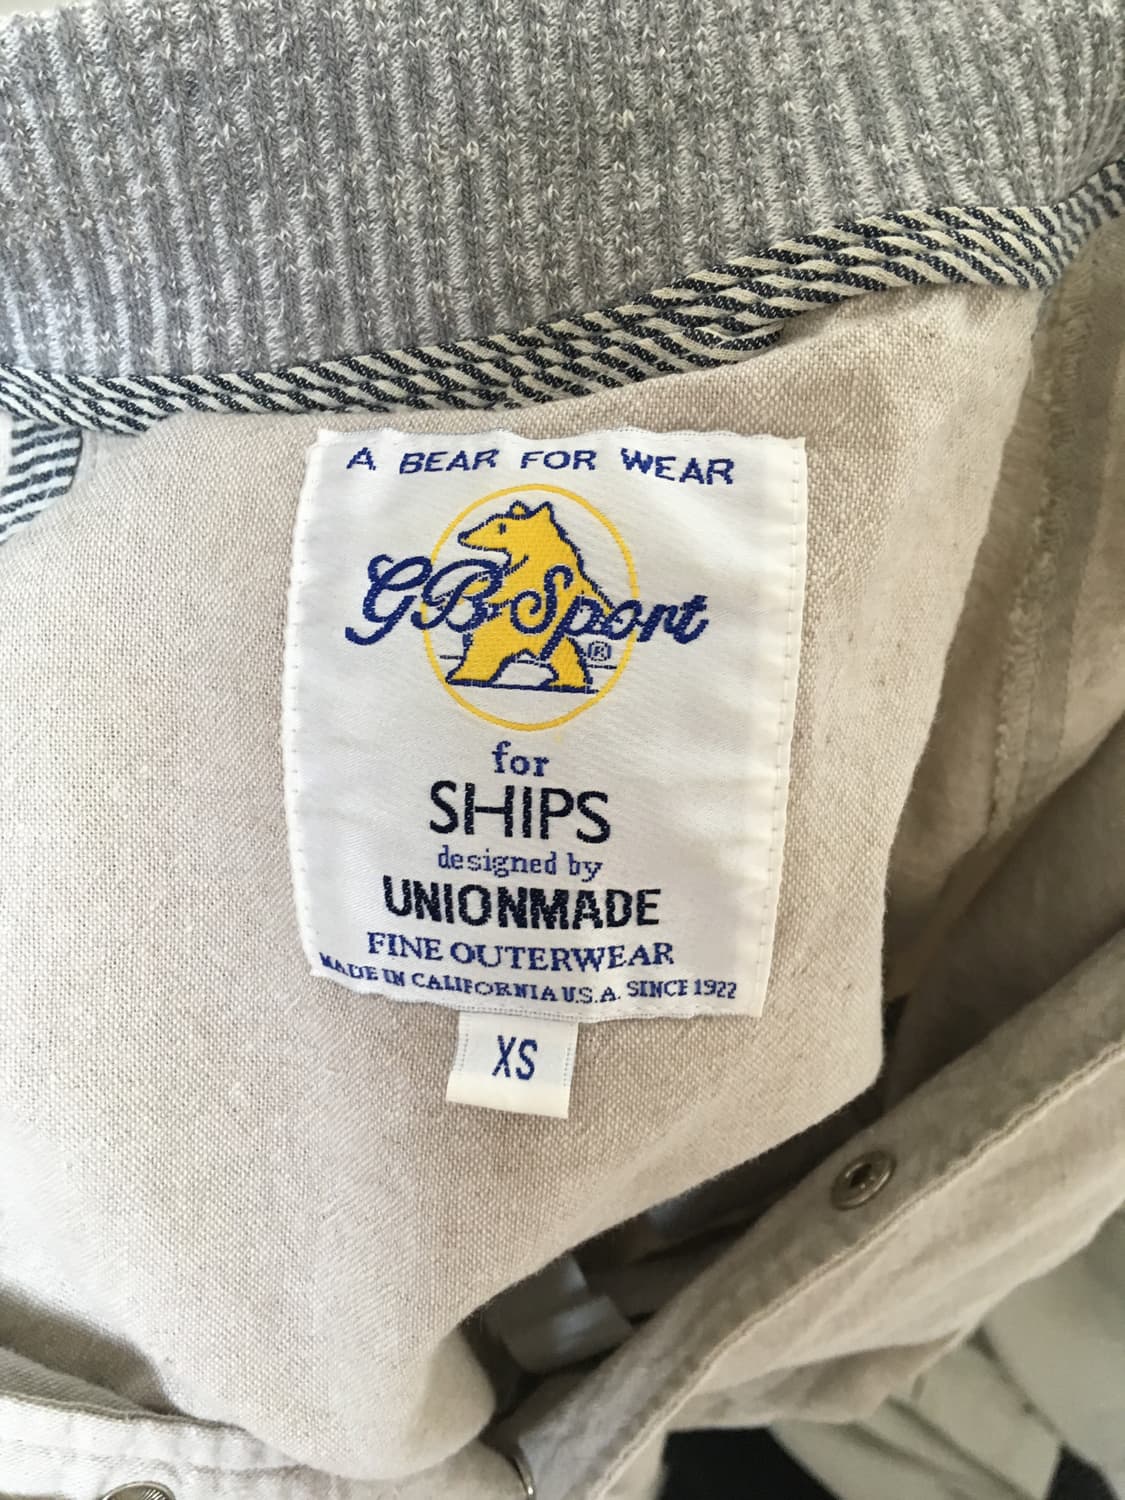 A BEAR FOR WEAR
GB Sport
®
for
SHIPS
designed by
UNIONMADE
FINE OUTERWEAR
MADE IN CALIFORNIA U.S.A. SINCE 1922
XS